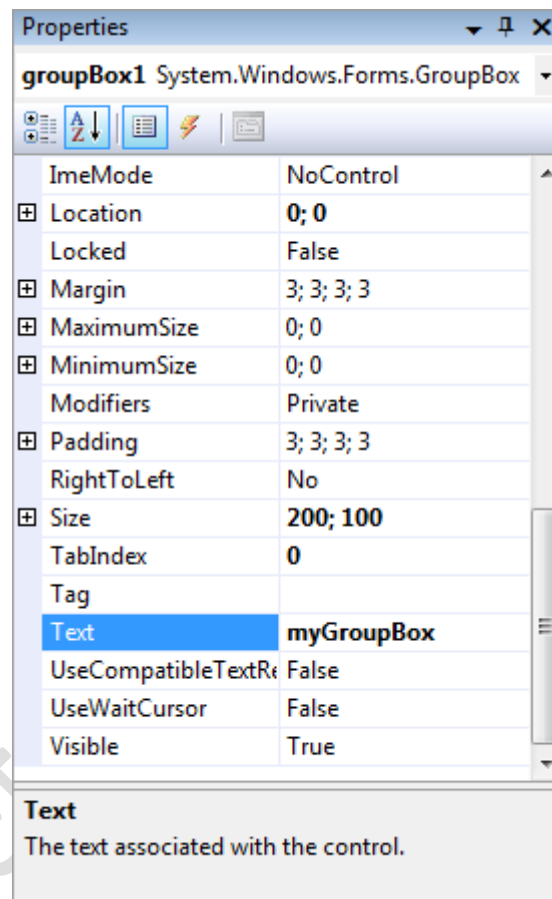 Properties
groupBox1 System.Windows.Forms.GroupBox
ImeMode NoControl
Location 0; 0
Locked False
Margin 3; 3; 3; 3
MaximumSize 0; 0
MinimumSize 0; 0
Modifiers Private
Padding 3; 3; 3; 3
RightToLeft No
Size 200; 100
TabIndex 0
Tag
Text myGroupBox
UseCompatibleTextRe False
UseWaitCursor False
Visible True
Text
The text associated with the control.